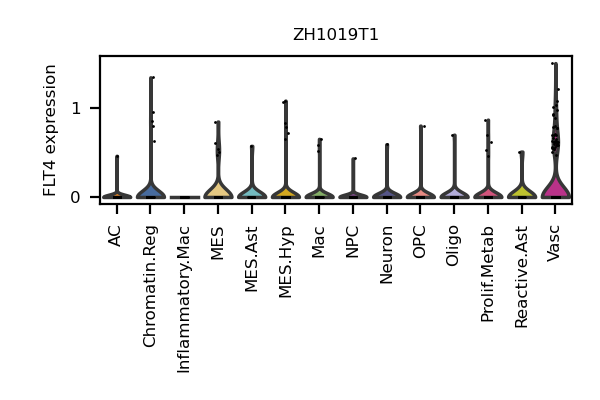 ZH1019T1
FLT4 expression
1
0
AC
Chromatin.Reg
Inflammatory.Mac
MES
MES.Ast
MES.Hyp
Mac
NPC
Neuron
OPC
Oligo
Prolif.Metab
Reactive.Ast
Vasc